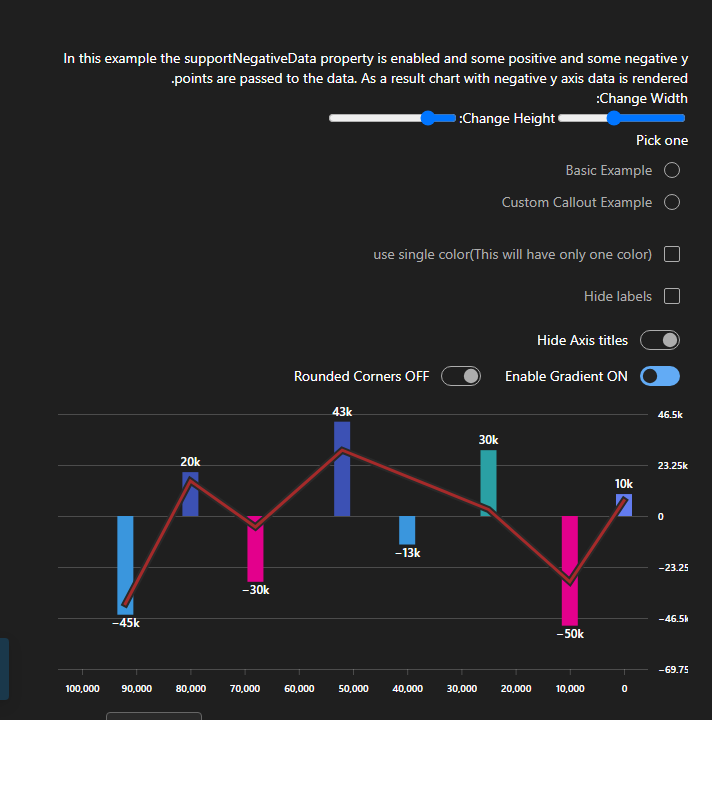 In this example the supportNegativeData property is enabled and some positive and some negative y
.points are passed to the data. As a result chart with negative y axis data is rendered
:Change Width
:Change Height
Pick one
Basic Example
Custom Callout Example
use single color(This will have only one color)
Hide labels
Hide Axis titles
Rounded Corners OFF Enable Gradient ON
43k
46.5k
30k
20k
23.25k
10k
0
−13k
−23.25
−30k
−45k
−46.5k
−50k
−69.75
100,000 90,000 80,000 70,000 60,000 50,000 40,000 30,000 20,000 10,000 0